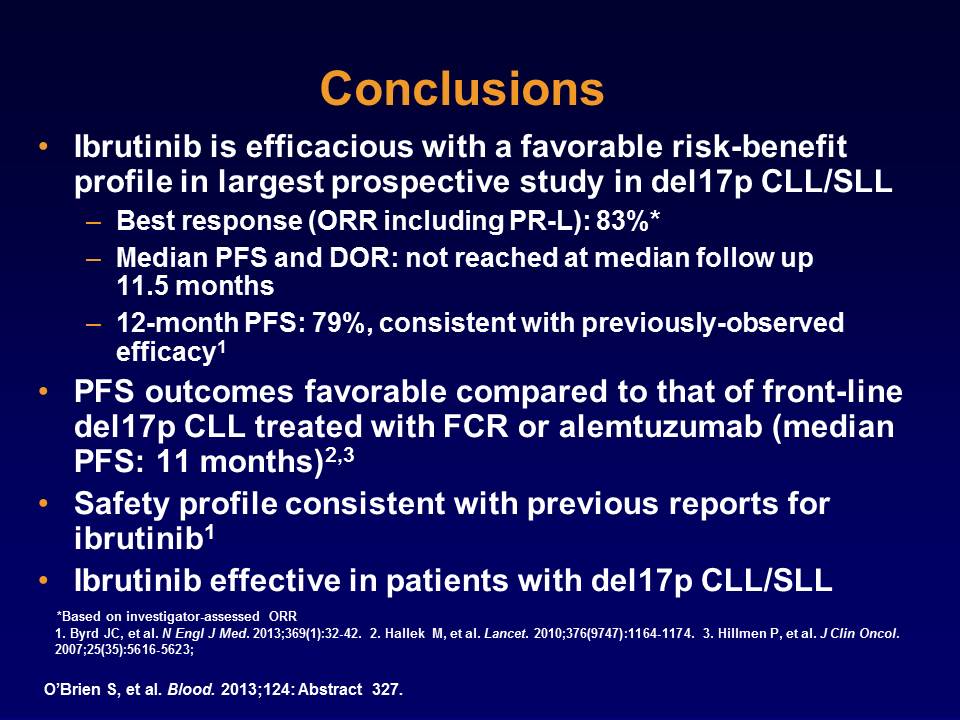 Conclusions
• Ibrutinib is efficacious with a favorable risk-benefit
profile in largest prospective study in del17p CLL/SLL
– Best response (ORR including PR-L): 83%*
– Median PFS and DOR: not reached at median follow up
11.5 months
– 12-month PFS: 79%, consistent with previously-observed
efficacy¹
• PFS outcomes favorable compared to that of front-line
del17p CLL treated with FCR or alemtuzumab (median
PFS: 11 months)²,³
• Safety profile consistent with previous reports for
ibrutinib¹
• Ibrutinib effective in patients with del17p CLL/SLL
*Based on investigator-assessed ORR
1. Byrd JC, et al. N Engl J Med. 2013;369(1):32-42. 2. Hallek M, et al. Lancet. 2010;376(9747):1164-1174. 3. Hillmen P, et al. J Clin Oncol.
2007;25(35):5616-5623;
O’Brien S, et al. Blood. 2013;124: Abstract 327.